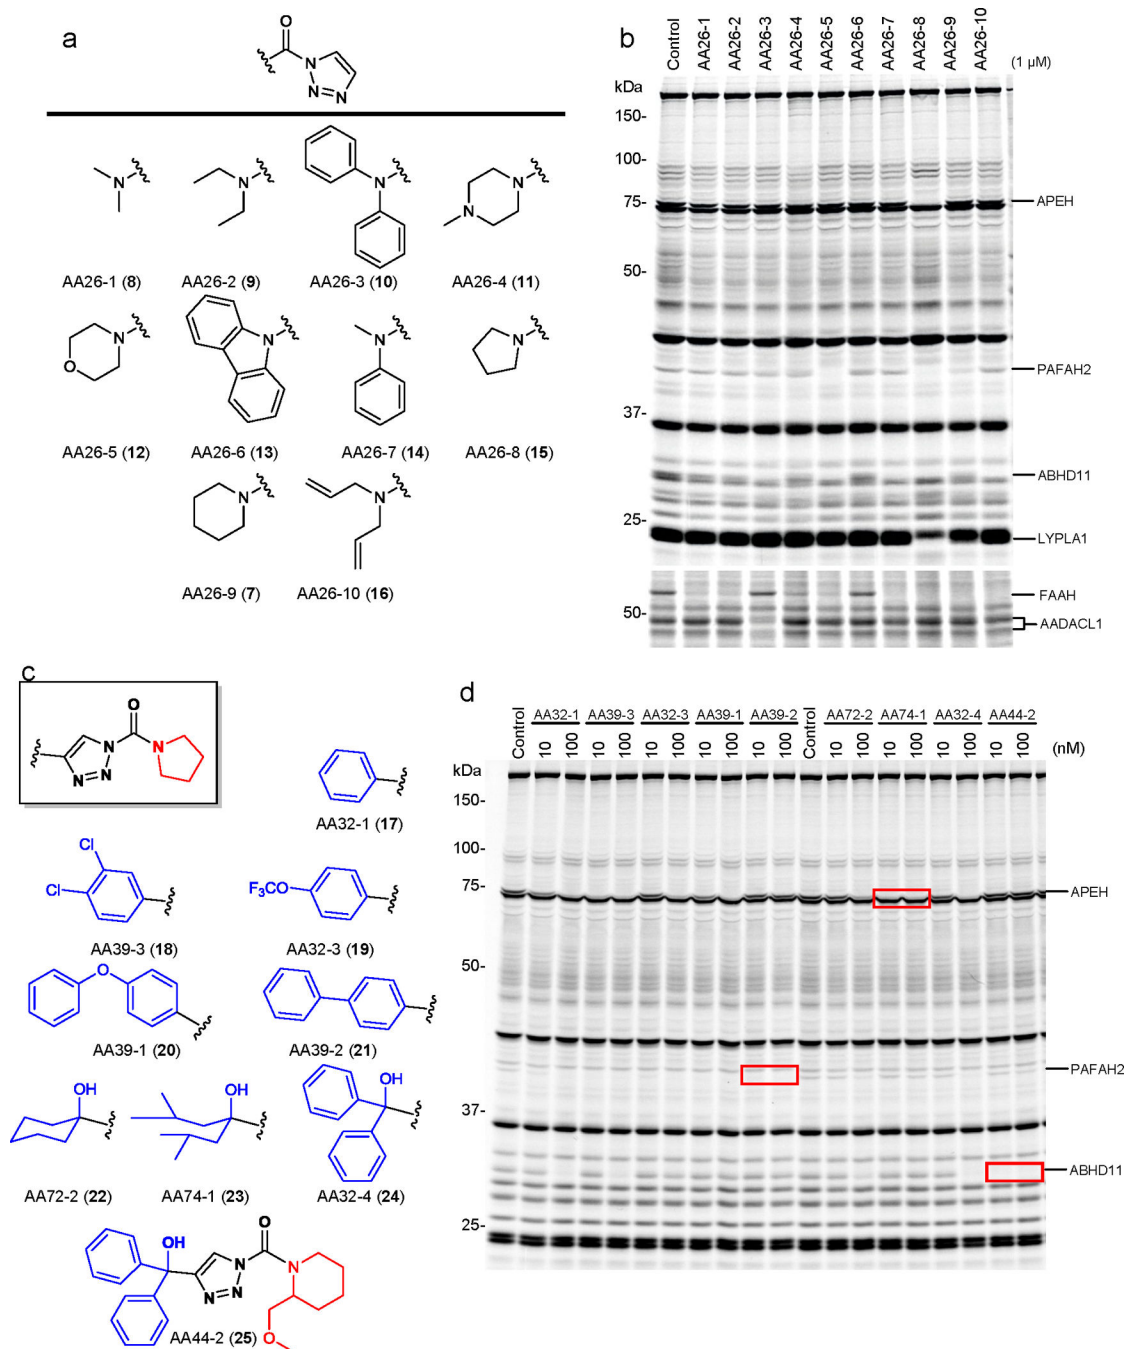 a
O
N
N-N
N
N
N
N
N
AA26-1 (8)
AA26-2 (9)
AA26-3 (10)
AA26-4 (11)
N
O
N
N
N
AA26-5 (12)
AA26-6 (13)
AA26-7 (14)
AA26-8 (15)
N
N
AA26-9 (7)
AA26-10 (16)
b
Control
AA26-1
AA26-2
AA26-3
AA26-4
AA26-5
AA26-6
AA26-7
AA26-8
AA26-9
AA26-10
(1 μM)
kDa
150-
100-
75-
APEH
50-
PAFAH2
37-
ABHD11
25-
LYPLA1
FAAH
50-
AADACL1
c
O
N
N
N-N
AA32-1 (17)
Cl
Cl
F3CO
AA39-3 (18)
AA32-3 (19)
O
AA39-1 (20)
AA39-2 (21)
OH
OH
OH
AA72-2 (22)
AA74-1 (23)
AA32-4 (24)
O
OH
N
N
N-N
O
AA44-2 (25)
d
Control
AA32-1
AA39-3
AA32-3
AA39-1
AA39-2
Control
AA72-2
AA74-1
AA32-4
AA44-2
10 100 10 100 10 100 10 100 10 100 10 100 10 100 10 100 10 100
(nM)
kDa
150-
100-
75-
APEH
50-
PAFAH2
37-
ABHD11
25-